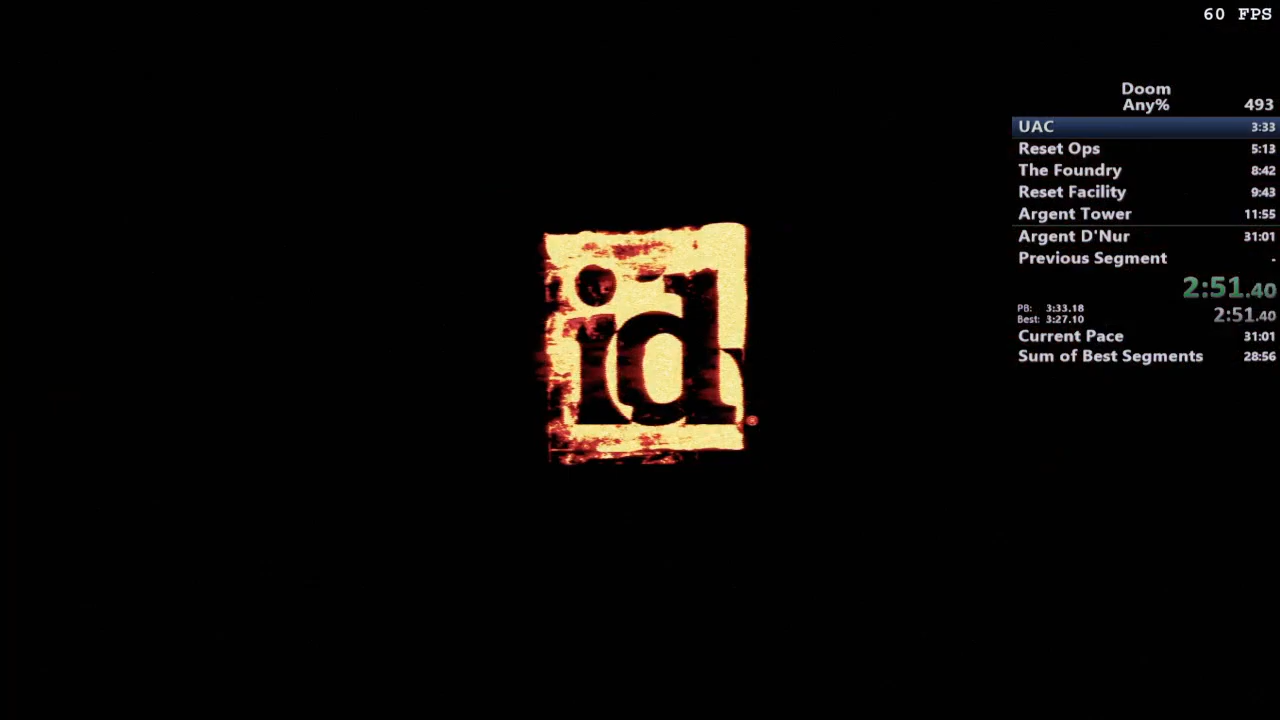 60 FPS
Doom
Any% 493
UAC 3:33
Reset Ops 5:13
The Foundry 8:42
Reset Facility 9:43
Argent Tower 11:55
Argent D'Nur 31:01
Previous Segment -
2:51.40
PB: 3:33.18
Best: 3:27.10
2:51.40
Current Pace 31:01
Sum of Best Segments 28:56
id
®